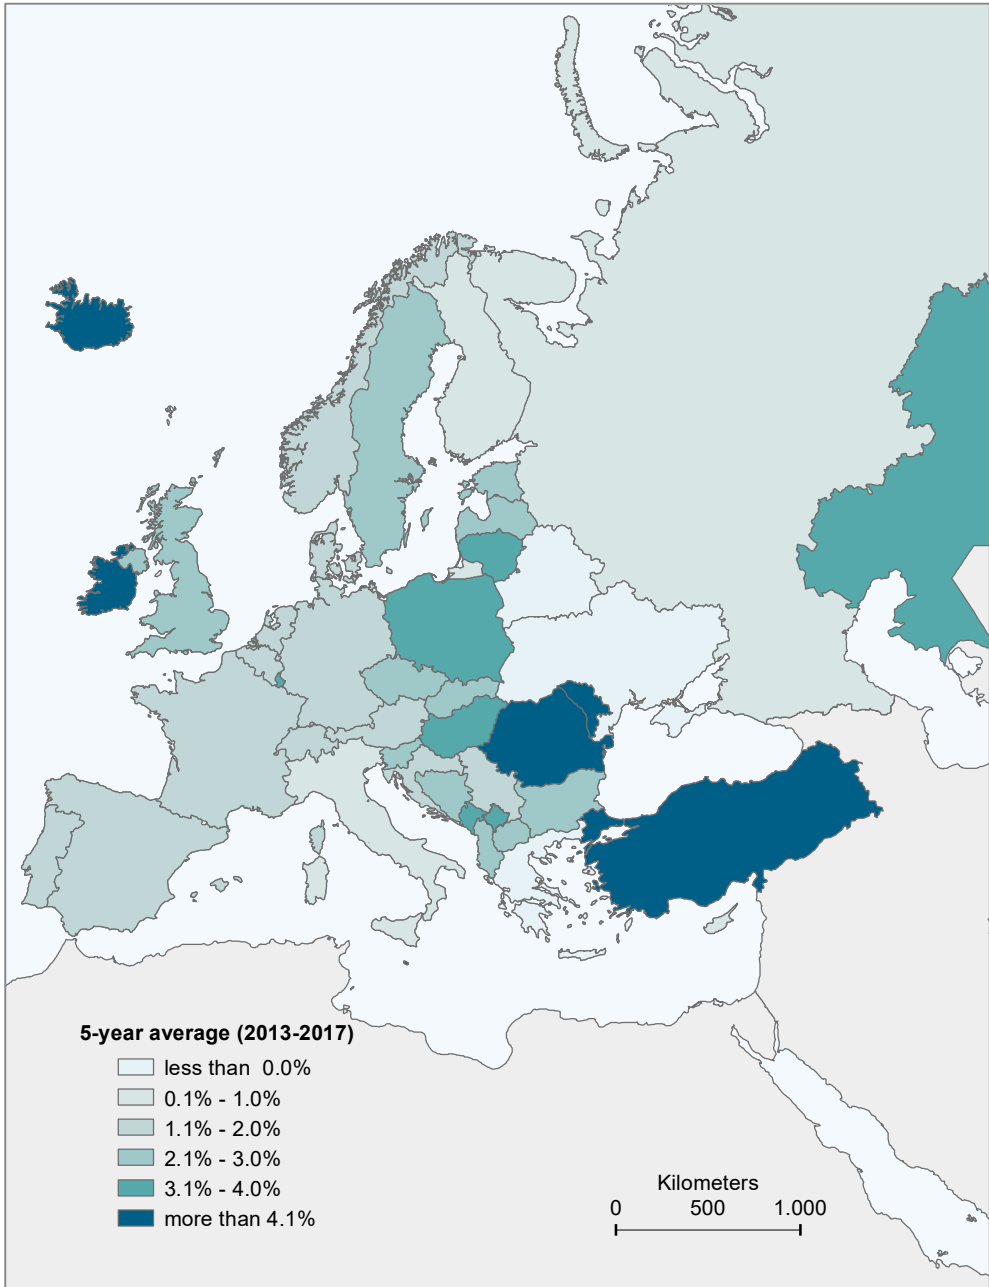 5-year average (2013-2017)
less than 0.0%
0.1% - 1.0%
1.1% - 2.0%
2.1% - 3.0%
3.1% - 4.0%
more than 4.1%
Kilometers
0 500 1.000